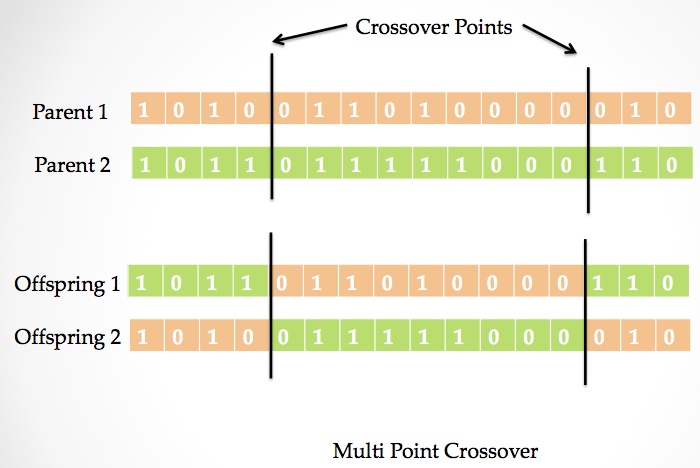 Crossover Points
Parent 1 1 0 1 0 0 1 1 0 1 0 0 0 0 0 1 0
Parent 2 1 0 1 1 0 1 1 1 1 1 0 0 0 1 1 0
Offspring 1 1 0 1 1 0 1 1 0 1 0 0 0 0 1 1 0
Offspring 2 1 0 1 0 0 1 1 1 1 1 0 0 0 0 1 0
Multi Point Crossover